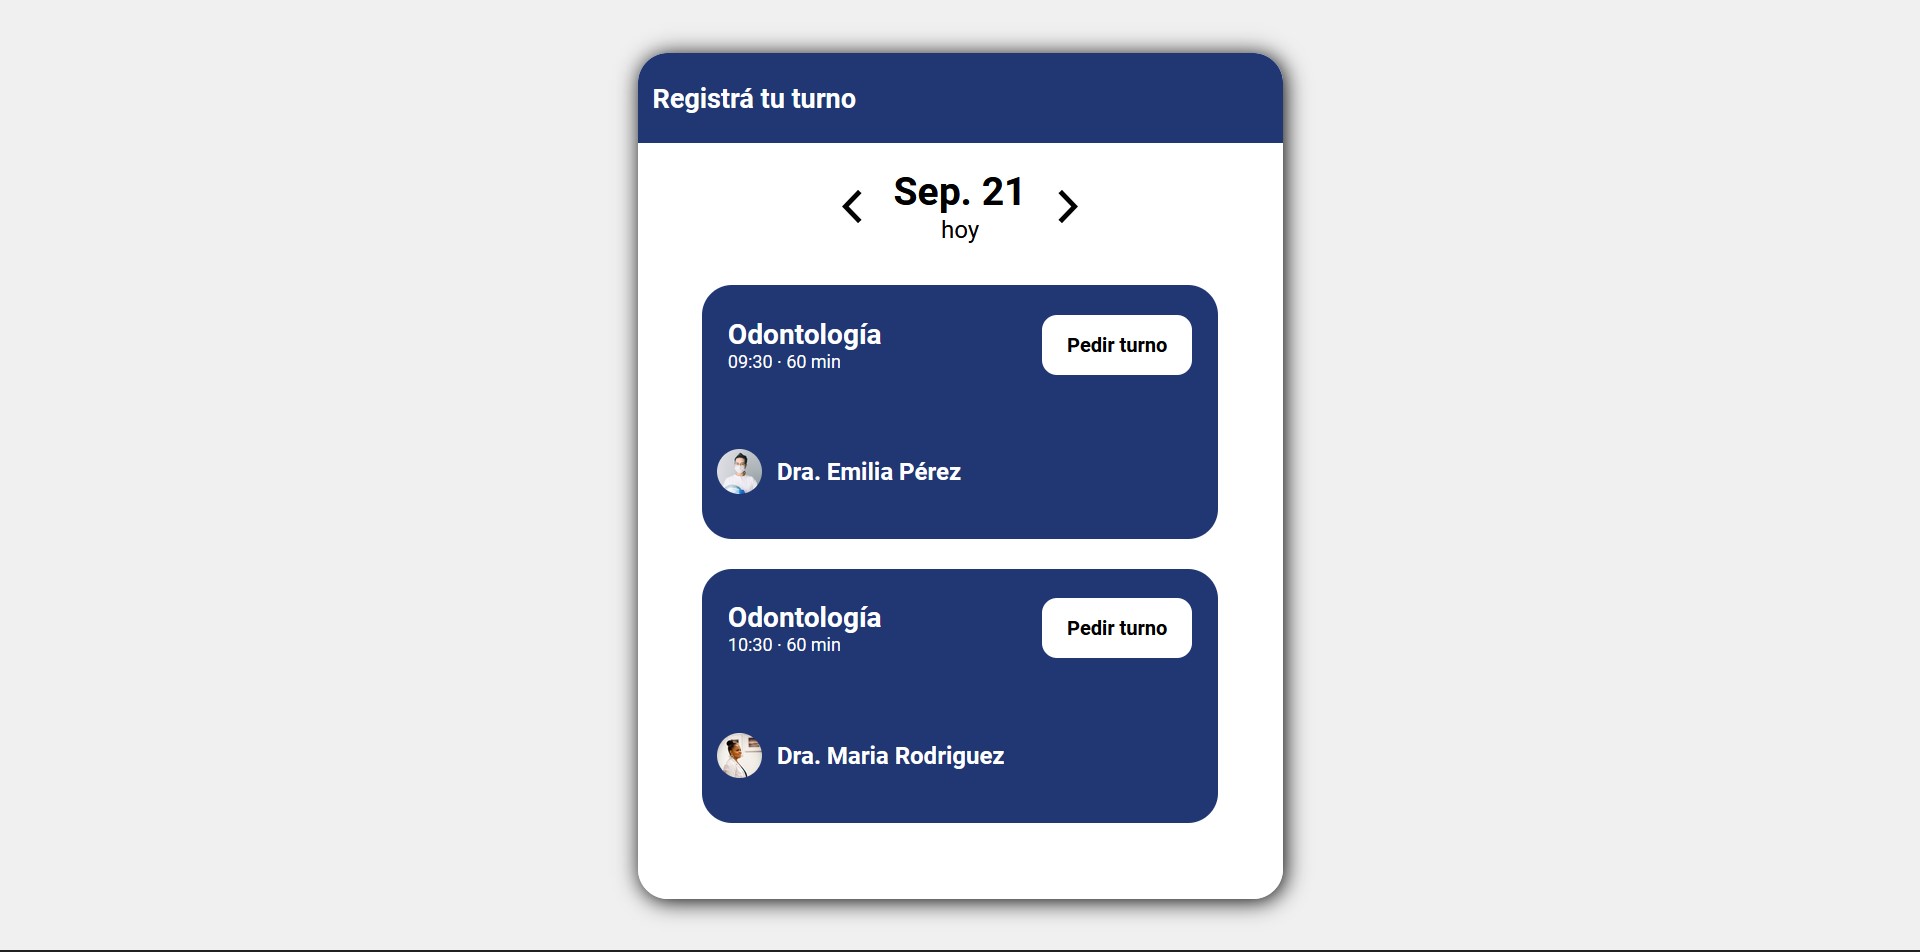 Registrá tu turno
Sep. 21
hoy
Odontología
Pedir turno
09:30 · 60 min
Dra. Emilia Pérez
Odontología
Pedir turno
10:30 · 60 min
Dra. Maria Rodriguez